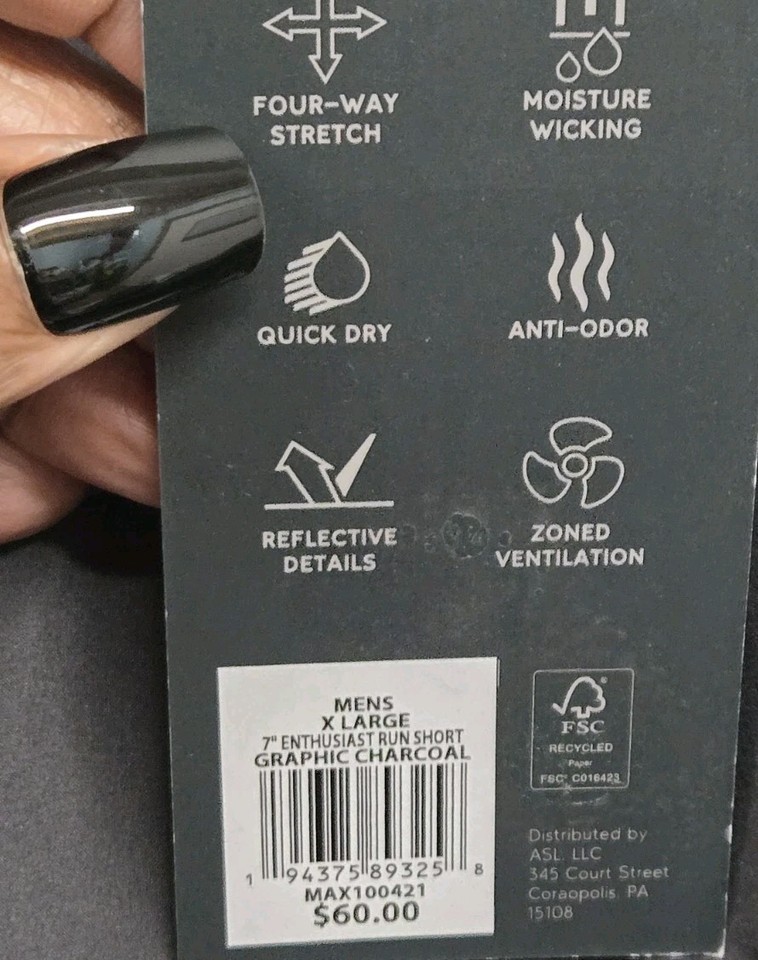 FOUR-WAY
STRETCH
MOISTURE
WICKING
QUICK DRY
ANTI-ODOR
REFLECTIVE
DETAILS
ZONED
VENTILATION
MENS
X LARGE
7" ENTHUSIAST RUN SHORT
GRAPHIC CHARCOAL
1 94375 89325 8
MAX100421
$60.00
FSC
RECYCLED
Paper
FSC® C016423
Distributed by
ASL, LLC
345 Court Street
Coraopolis, PA
15108